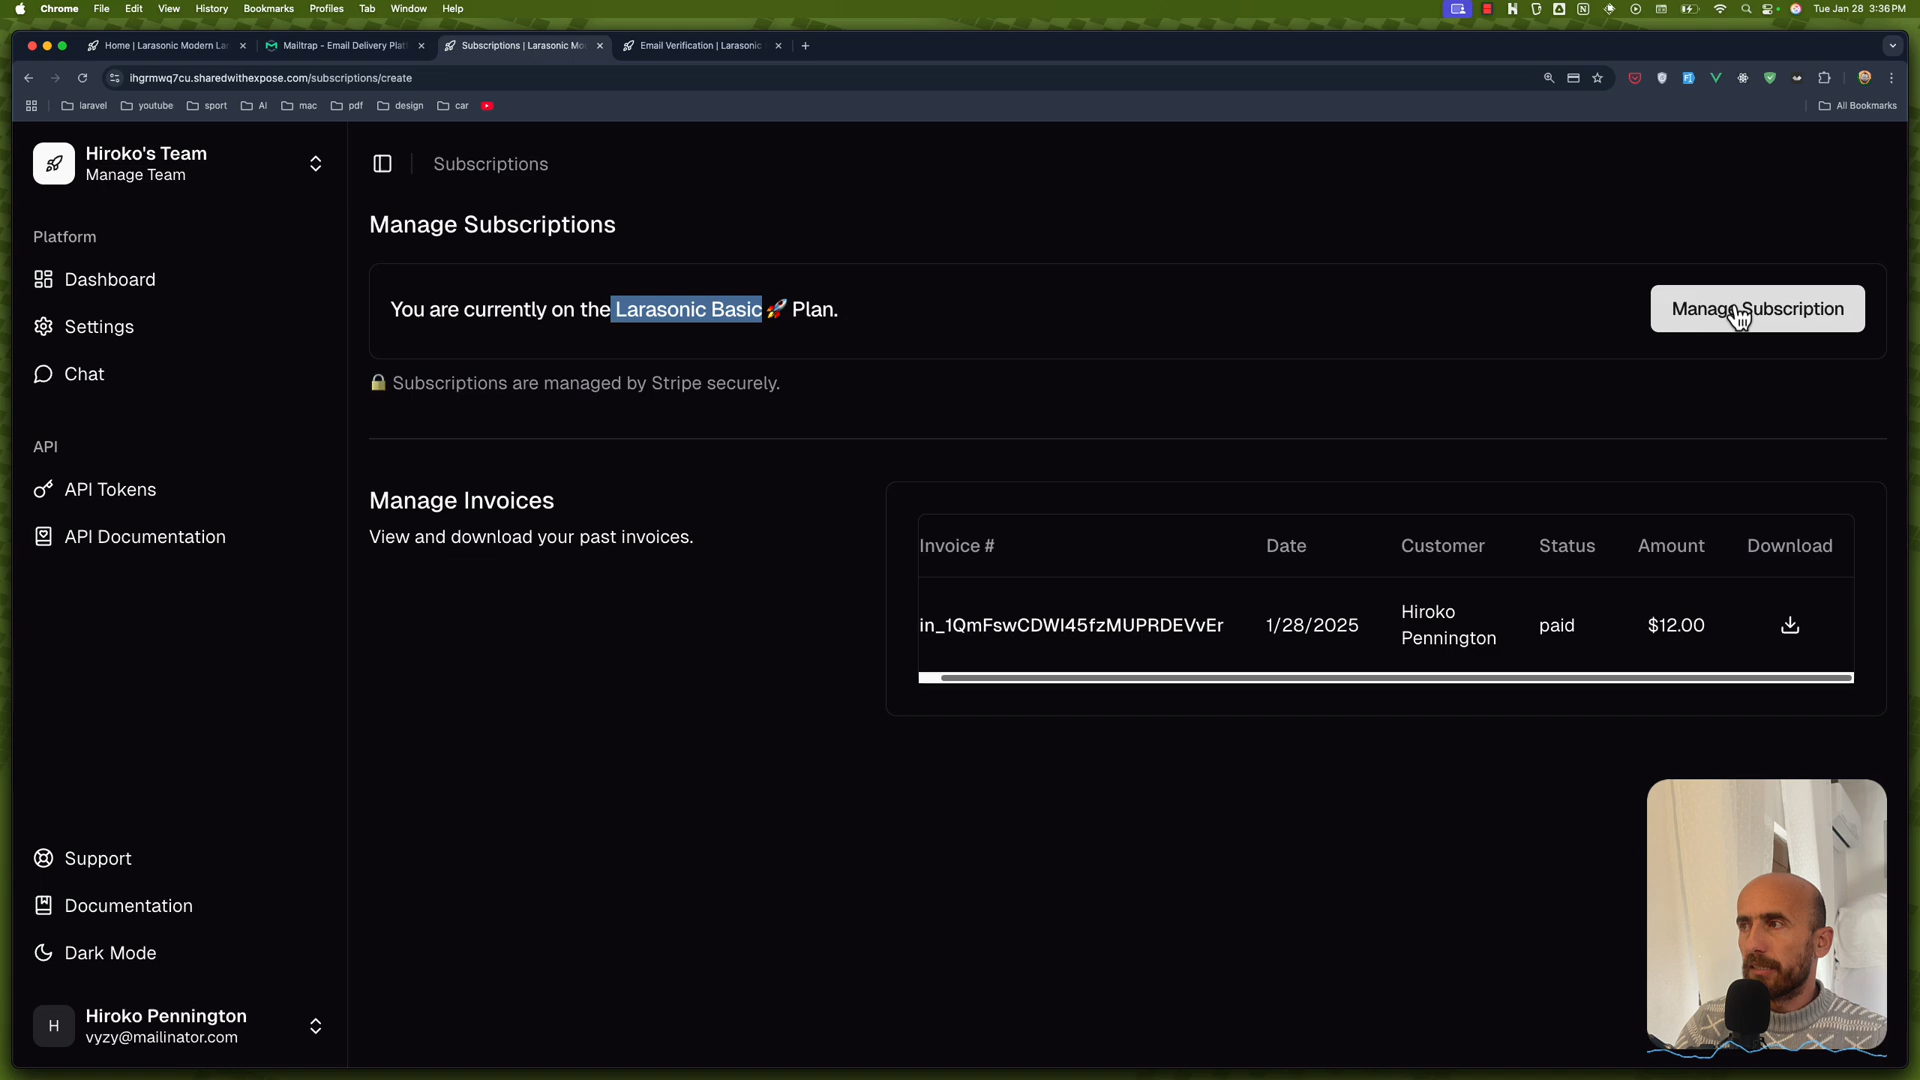 Chrome File Edit View History Bookmarks Profiles Tab Window Help
Tue Jan 28 3:36 PM
Home | Larasonic Modern La
Mailtrap - Email Delivery Plat
Subscriptions | Larasonic Mo
Email Verification | Larasonic
ihgrmwq7cu.sharedwithexpose.com/subscriptions/create
laravel youtube sport AI mac pdf design car
All Bookmarks
Hiroko's Team
Manage Team
Platform
Dashboard
Settings
Chat
API
API Tokens
API Documentation
Support
Documentation
Dark Mode
H
Hiroko Pennington
vyzy@mailinator.com
Subscriptions
Manage Subscriptions
You are currently on the Larasonic Basic 🚀 Plan.
Manage Subscription
🔒 Subscriptions are managed by Stripe securely.
Manage Invoices
View and download your past invoices.
Invoice # Date Customer Status Amount Download
in_1QmFswCDWI45fzMUPRDEVvEr 1/28/2025 Hiroko Pennington paid $12.00